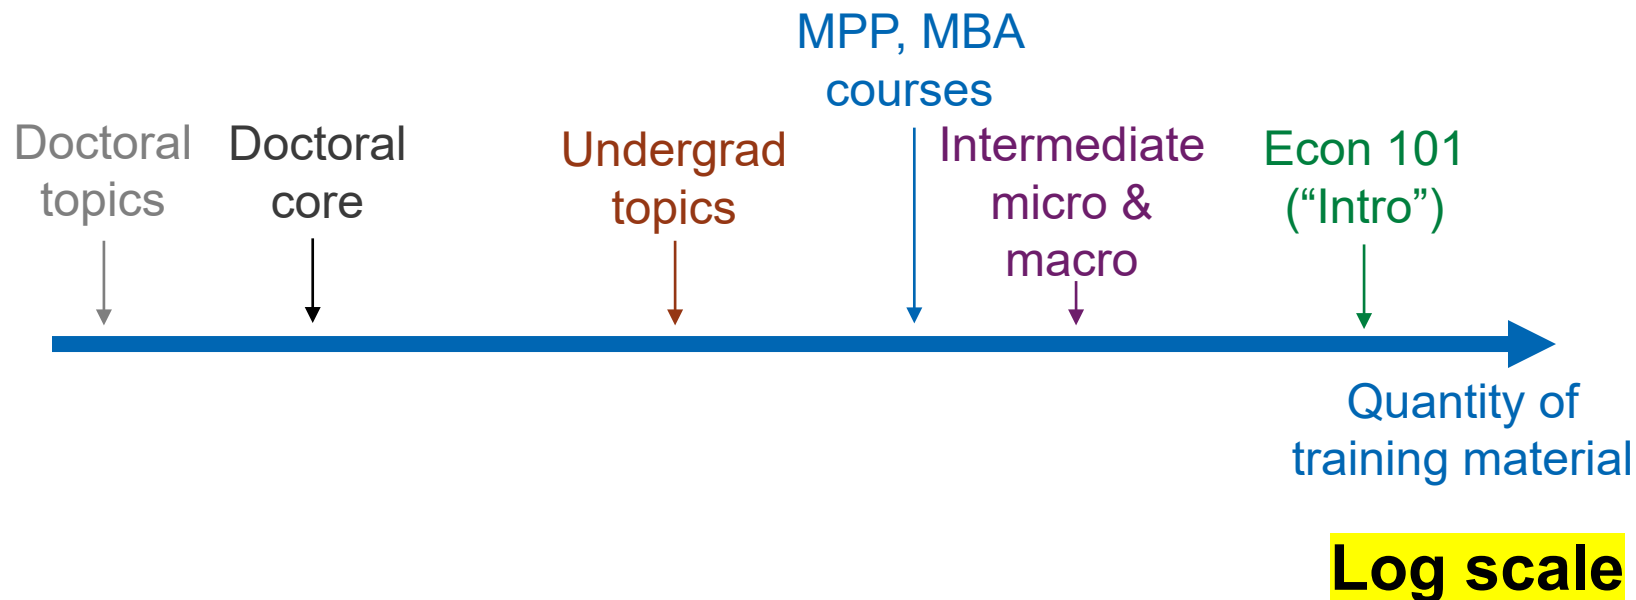 Doctoral
topics
Doctoral
core
Undergrad
topics
MPP, MBA
courses
Intermediate
micro &
macro
Econ 101
(“Intro”)
Quantity of
training material
Log scale